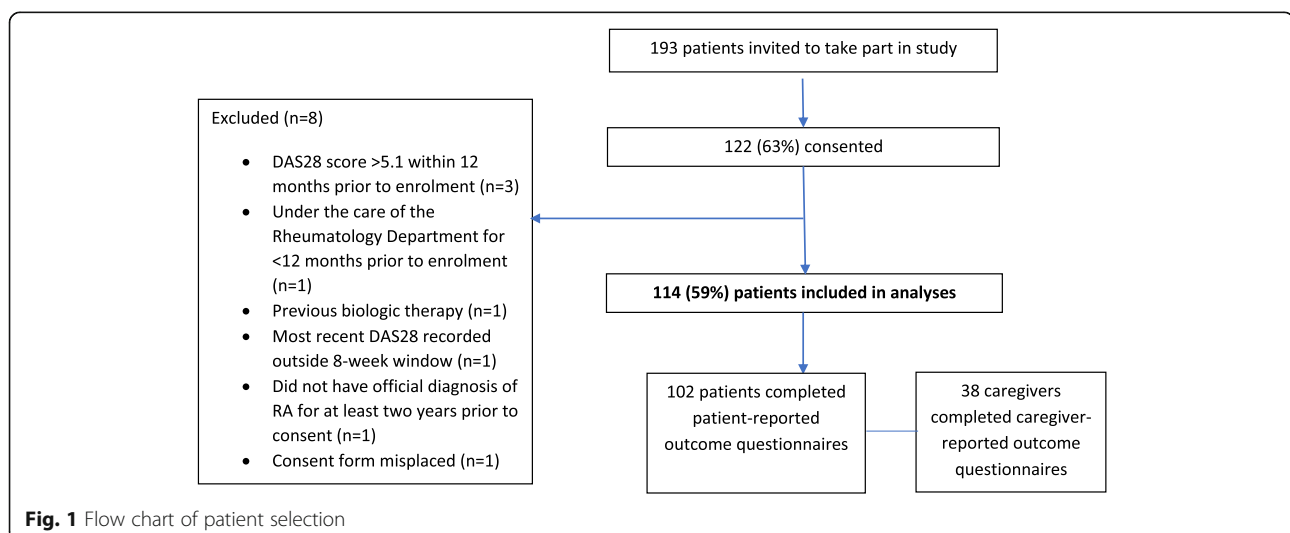 193 patients invited to take part in study
122 (63%) consented
Excluded (n=8)
• DAS28 score >5.1 within 12
months prior to enrolment (n=3)
• Under the care of the
Rheumatology Department for
<12 months prior to enrolment
(n=1)
• Previous biologic therapy (n=1)
• Most recent DAS28 recorded
outside 8-week window (n=1)
• Did not have official diagnosis of
RA for at least two years prior to
consent (n=1)
• Consent form misplaced (n=1)
114 (59%) patients included in analyses
102 patients completed
patient-reported
outcome questionnaires
38 caregivers
completed caregiver-
reported outcome
questionnaires
Fig. 1 Flow chart of patient selection